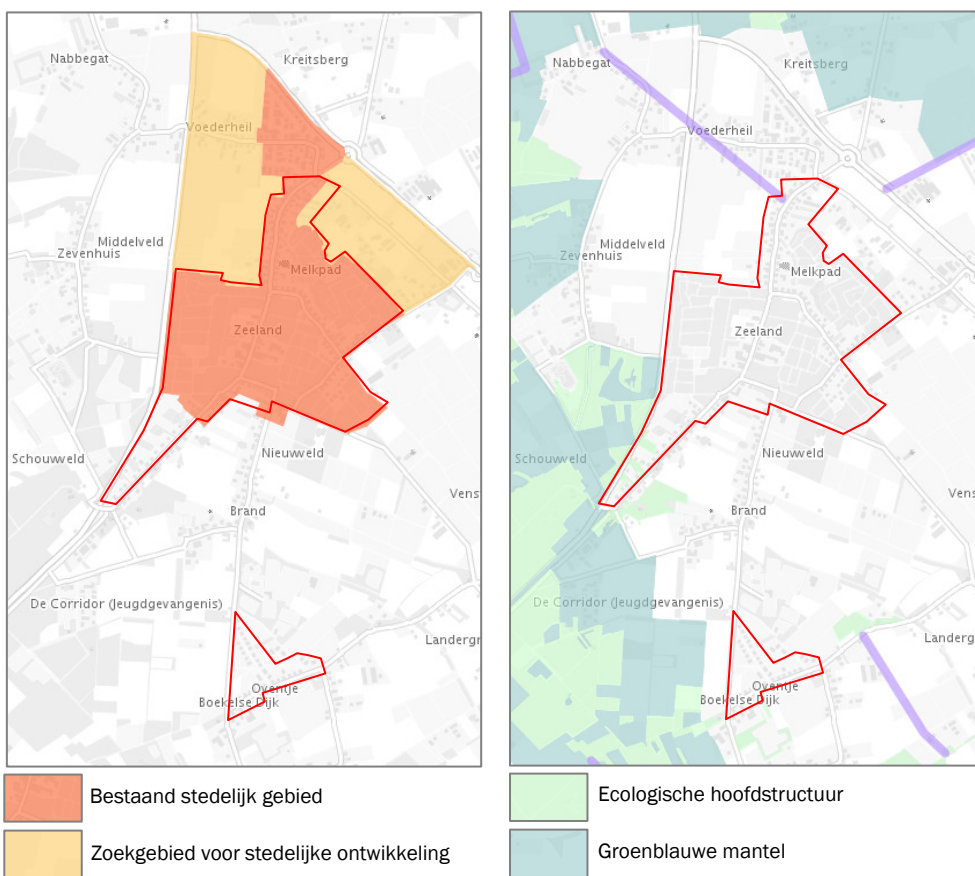 Nabbegat
Kreitsberg
Voederheil
Middelveld
Zevenhuis
Melkpad
Zeeland
Schouwveld
Nieuwveld
Vens
Brand
De Corridor (Jeugdgevangenis)
Landergr
Oventje
Boekelse Dijk
Bestaand stedelijk gebied
Zoekgebied voor stedelijke ontwikkeling
Nabbegat
Kreitsberg
Voederheil
Middelveld
Zevenhuis
Melkpad
Zeeland
Schouwveld
Nieuwveld
Vens
Brand
De Corridor (Jeugdgevangenis)
Landergr
Oventje
Boekelse Dijk
Ecologische hoofdstructuur
Groenblauwe mantel